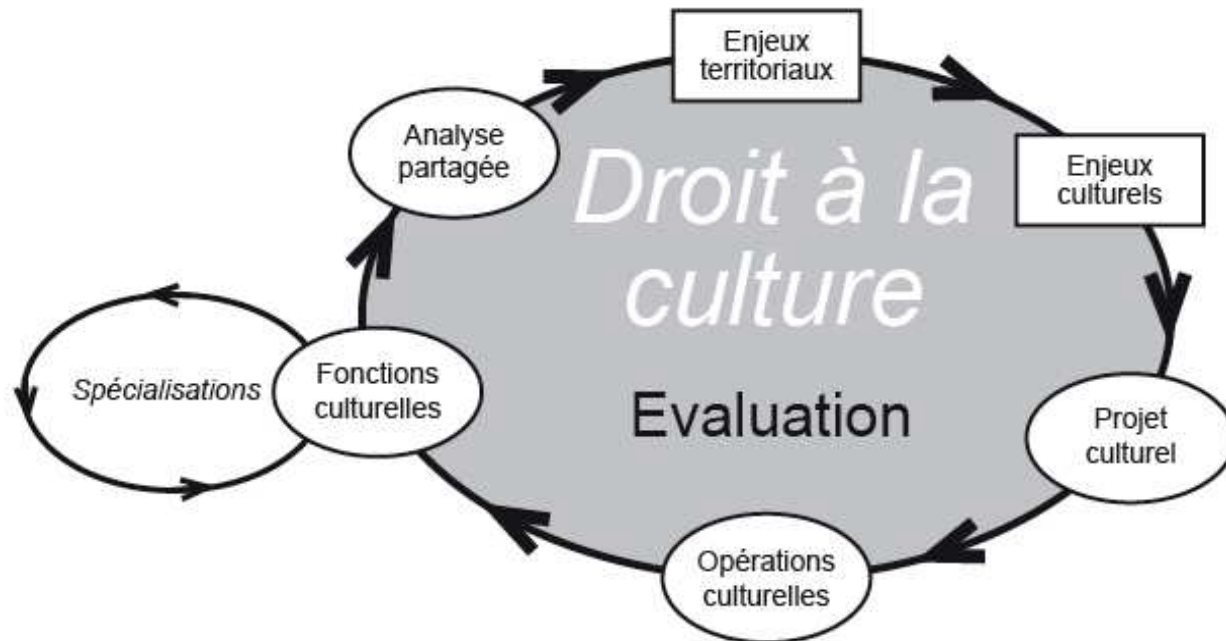 Enjeux
territoriaux
Analyse
partagée
Enjeux
culturels
Droit à la
culture
Spécialisations
Fonctions
culturelles
Evaluation
Projet
culturel
Opérations
culturelles